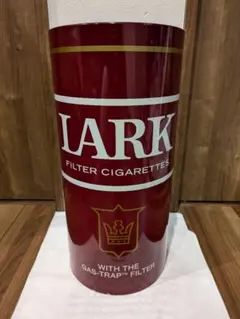 LARK
FILTER CIGARETTES
WITH THE
GAS-TRAP™ FILTER